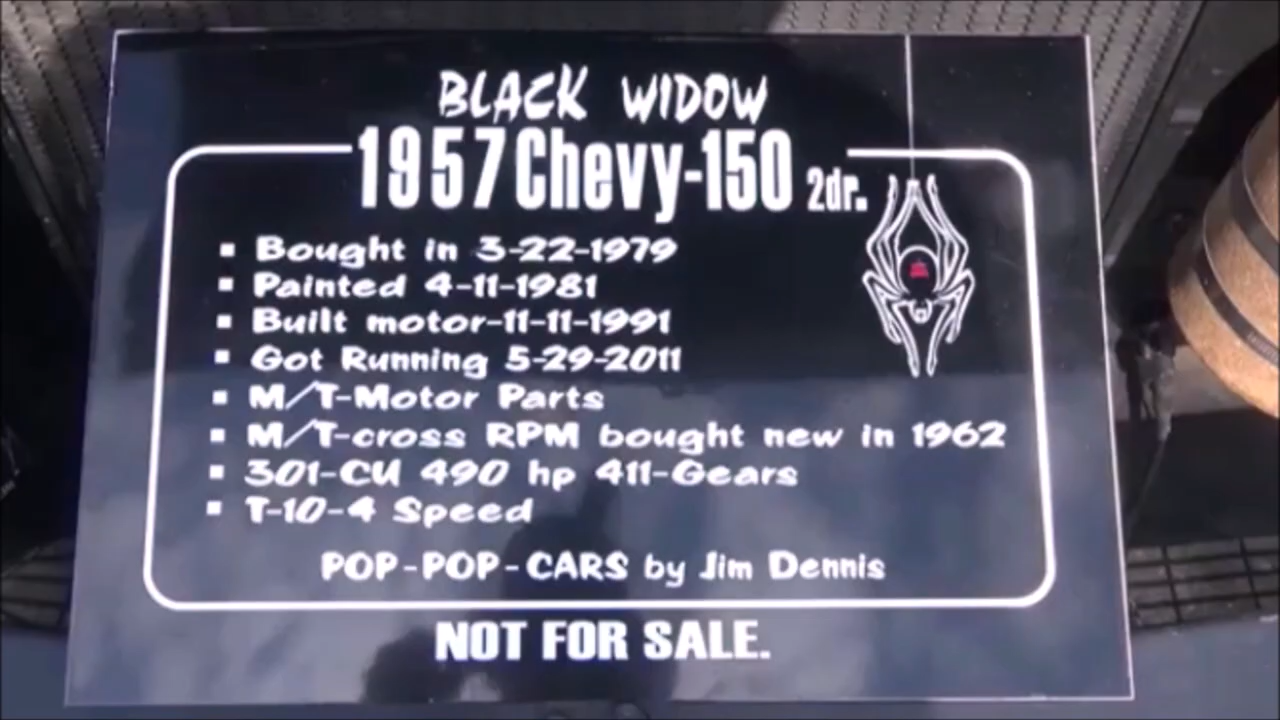 BLACK WIDOW
1957 Chevy-150 2dr.
▪ Bought in 3-22-1979
▪ Painted 4-11-1981
▪ Built motor-11-11-1991
▪ Got Running 5-29-2011
▪ M/T-Motor Parts
▪ M/T-cross RPM bought new in 1962
▪ 301-CU 490 hp 411-Gears
▪ T-10-4 Speed
POP-POP-CARS by Jim Dennis
NOT FOR SALE.